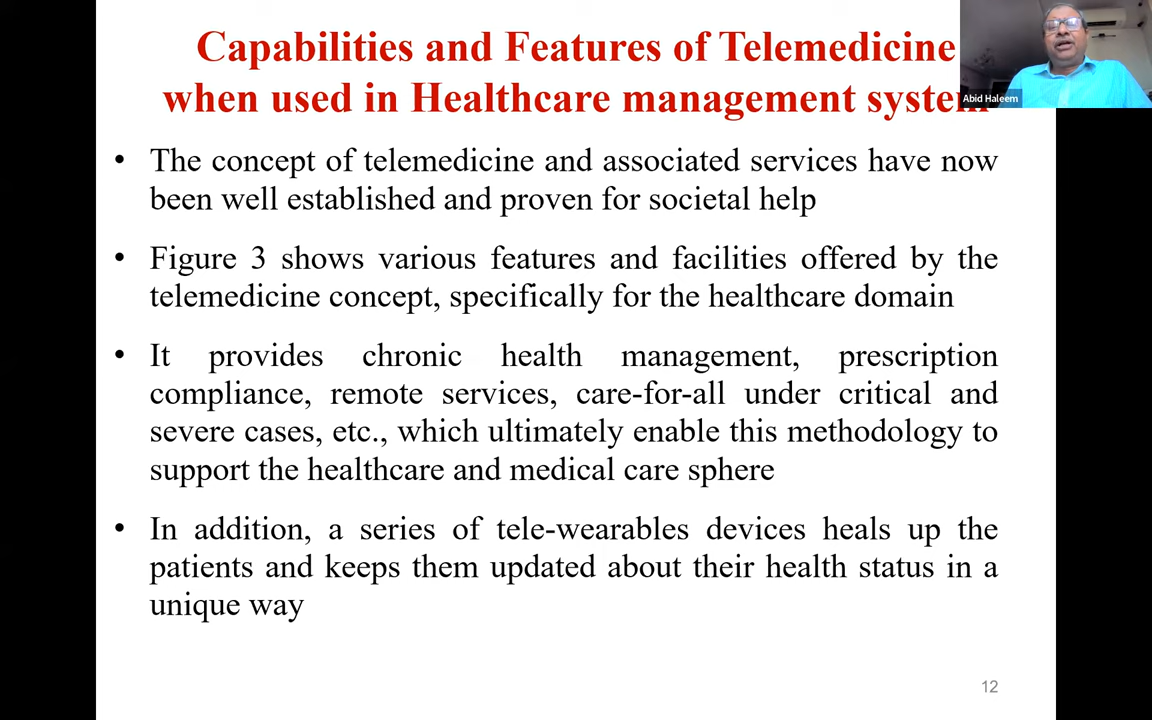 Capabilities and Features of Telemedicine
when used in Healthcare management system
Abid Haleem
• The concept of telemedicine and associated services have now
been well established and proven for societal help
• Figure 3 shows various features and facilities offered by the
telemedicine concept, specifically for the healthcare domain
• It provides chronic health management, prescription
compliance, remote services, care-for-all under critical and
severe cases, etc., which ultimately enable this methodology to
support the healthcare and medical care sphere
• In addition, a series of tele-wearables devices heals up the
patients and keeps them updated about their health status in a
unique way
12